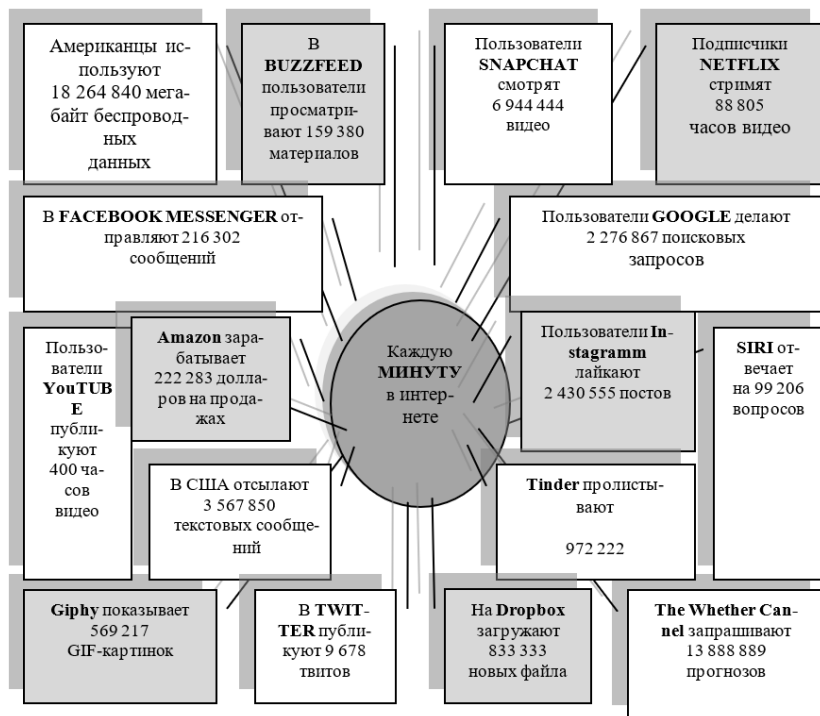 Американцы ис-
пользуют
18 264 840 мега-
байт беспровод-
ных
данных
В
BUZZFEED
пользователи
просматри-
вают 159 380
материалов
Пользователи
SNAPCHAT
смотрят
6 944 444
видео
Подписчики
NETFLIX
стримят
88 805
часов видео
В FACEBOOK MESSENGER от-
правляют 216 302
сообщений
Пользователи GOOGLE делают
2 276 867 поисковых
запросов
Пользо-
ватели
YouTUB
E
публи-
куют
400 ча-
сов
видео
Amazon зара-
батывает
222 283 долла-
ров на прода-
жах
Каждую
МИНУТУ
в интер-
нете
Пользователи In-
stagramm
лайкают
2 430 555 постов
SIRI от-
вечает
на 99 206
вопросов
В США отсылают
3 567 850
текстовых сообще-
ний
Tinder пролисты-
вают
972 222
Giphy показывает
569 217
GIF-картинок
В TWIT-
TER публи-
куют 9 678
твитов
На Dropbox
загружают
833 333
новых файла
The Whether Can-
nel запрашивают
13 888 889
прогнозов